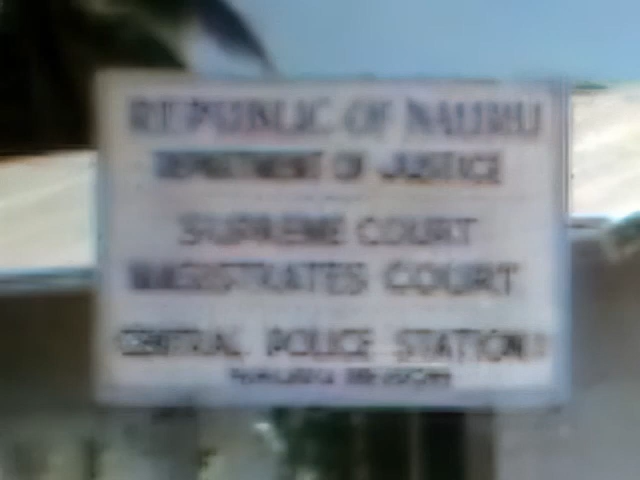 REPUBLIC OF NAURU
DEPARTMENT OF JUSTICE
SUPREME COURT
MAGISTRATES COURT
CENTRAL POLICE STATION